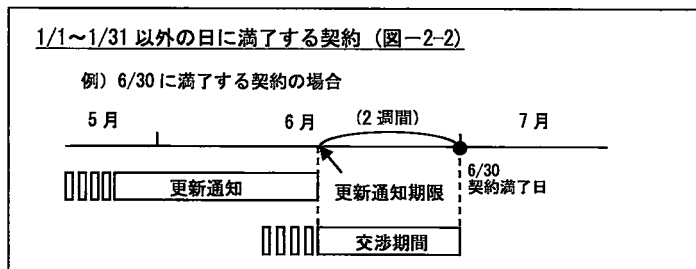 1/1～1/31 以外の日に満了する契約（図－2-2）
例）6/30 に満了する契約の場合
5 月
6 月
（2 週間）
7 月
更新通知
更新通知期限
6/30
契約満了日
交渉期間